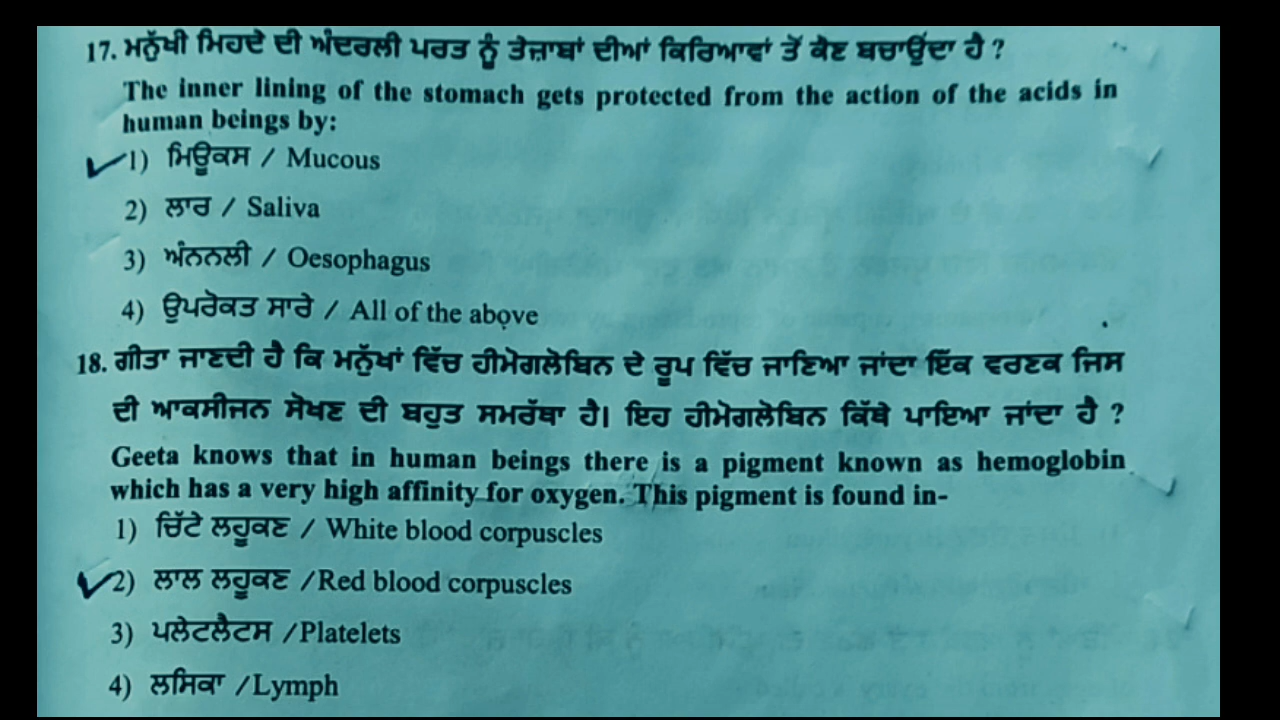 17. ਮਨੁੱਖੀ ਮਿਹਦੇ ਦੀ ਅੰਦਰਲੀ ਪਰਤ ਨੂੰ ਤੇਜ਼ਾਬਾਂ ਦੀਆਂ ਕਿਰਿਆਵਾਂ ਤੋਂ ਕੌਣ ਬਚਾਉਂਦਾ ਹੈ ?
The inner lining of the stomach gets protected from the action of the acids in
human beings by:
1) ਮਿਊਕਸ / Mucous
2) ਲਾਰ / Saliva
3) ਅੰਨਨਲੀ / Oesophagus
4) ਉਪਰੋਕਤ ਸਾਰੇ / All of the above
18. ਗੀਤਾ ਜਾਣਦੀ ਹੈ ਕਿ ਮਨੁੱਖਾਂ ਵਿੱਚ ਹੀਮੋਗਲੋਬਿਨ ਦੇ ਰੂਪ ਵਿੱਚ ਜਾਣਿਆ ਜਾਂਦਾ ਇੱਕ ਵਰਣਕ ਜਿਸ
ਦੀ ਆਕਸੀਜਨ ਸੋਖਣ ਦੀ ਬਹੁਤ ਸਮਰੱਥਾ ਹੈ। ਇਹ ਹੀਮੋਗਲੋਬਿਨ ਕਿੱਥੇ ਪਾਇਆ ਜਾਂਦਾ ਹੈ ?
Geeta knows that in human beings there is a pigment known as hemoglobin
which has a very high affinity for oxygen. This pigment is found in-
1) ਚਿੱਟੇ ਲਹੂਕਣ / White blood corpuscles
2) ਲਾਲ ਲਹੂਕਣ /Red blood corpuscles
3) ਪਲੇਟਲੈਟਸ /Platelets
4) ਲਸਿਕਾ /Lymph